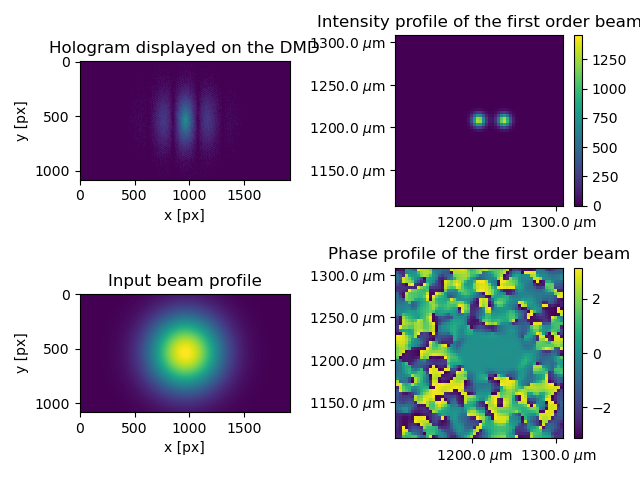 Hologram displayed on the DMD
0
500
1000
y [px]
0 500 1000 1500
x [px]
Intensity profile of the first order beam
1300.0 μm
1200.0 μm
1150.0 μm
1200.0 μm 1300.0 μm
1250
1000
750
500
250
0
Input beam profile
0
500
1000
y [px]
0 500 1000 1500
x [px]
Phase profile of the first order beam
1300.0 μm
1250.0 μm
1200.0 μm
1150.0 μm
1200.0 μm 1300.0 μm
2
0
−2